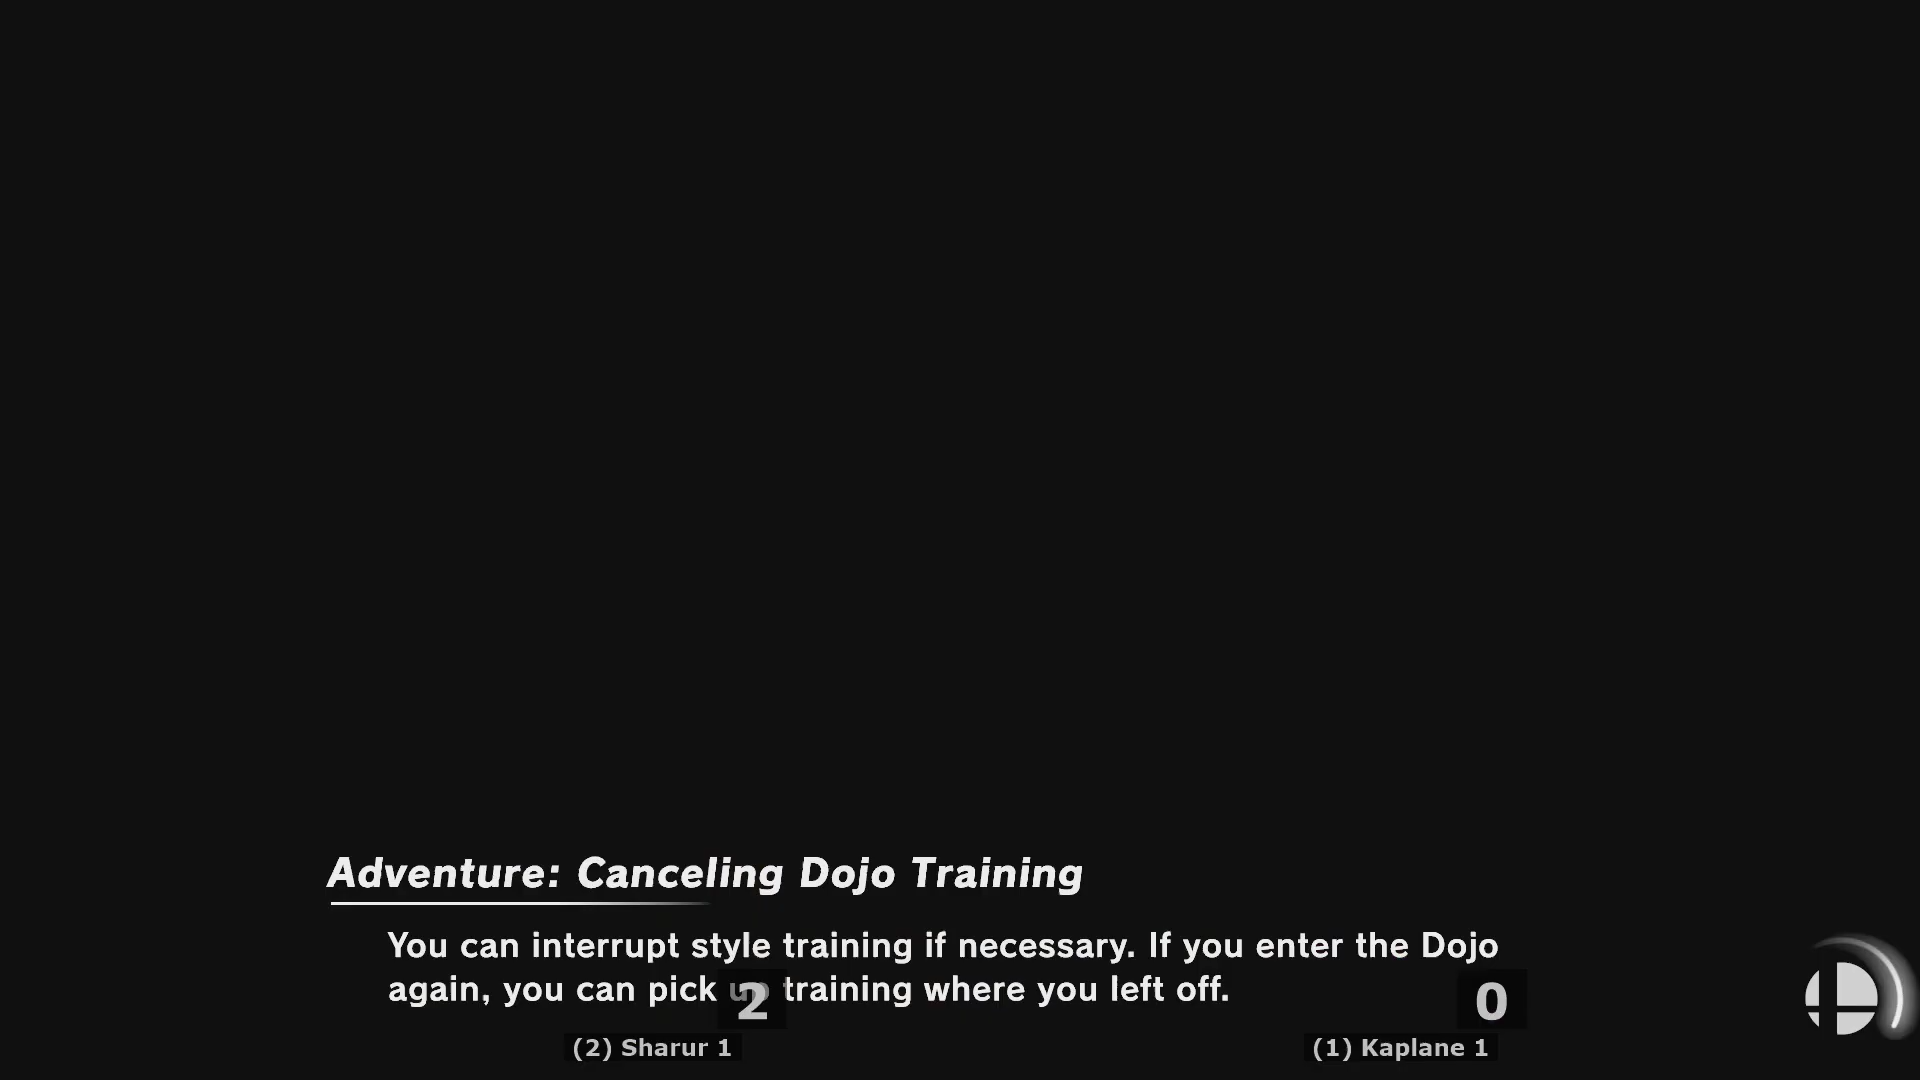 Adventure: Canceling Dojo Training
You can interrupt style training if necessary. If you enter the Dojo
again, you can pick up training where you left off.
2
0
(2) Sharur 1
(1) Kaplane 1